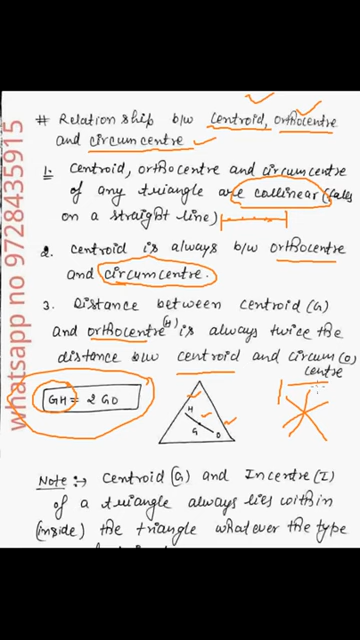 # Relationship b/w centroid, orthocentre
and circumcentre
1. Centroid, orthocentre and circumcentre
of any triangle are collinear (falls
on a straight line)
2. Centroid is always b/w orthocentre
and circumcentre.
3. Distance between centroid (G)
and orthocentre (H) is always twice the
distance b/w centroid and circum (O)
centre
GH = 2 GO
H
G
O
Note :→ Centroid (G) and Incentre (I)
of a triangle always lies within
(inside) the triangle whatever the type
whatsapp no 9728435915